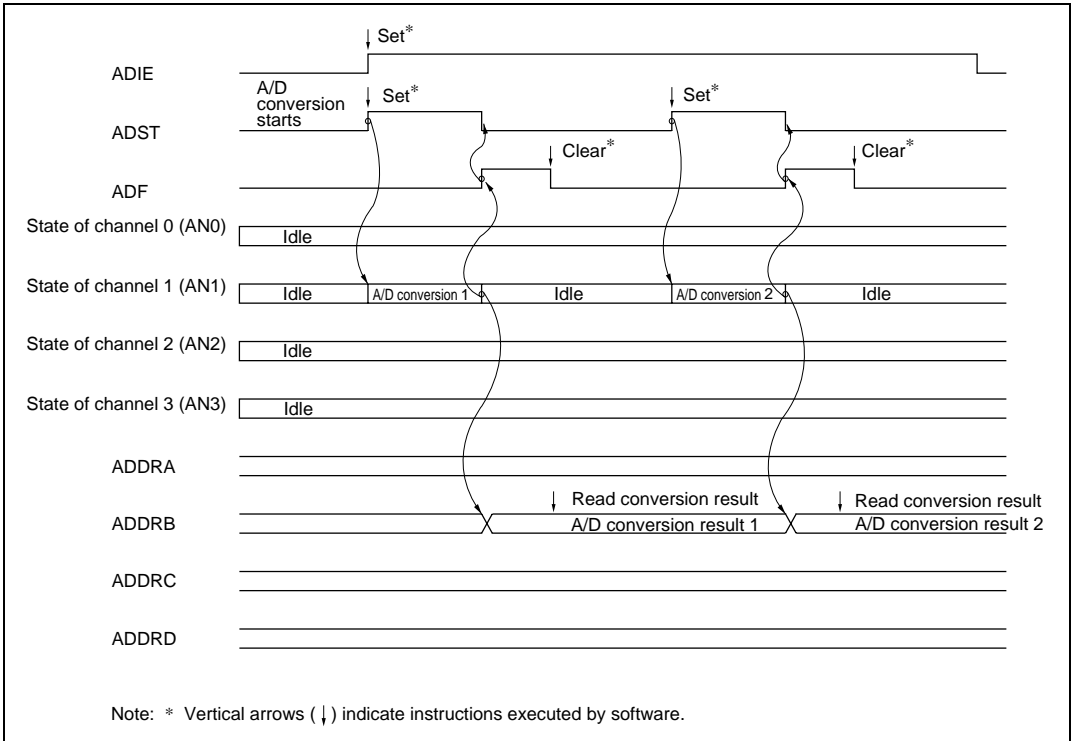 Set*
ADIE
A/D
conversion
starts
Set*
Set*
ADST
Clear*
Clear*
ADF
State of channel 0 (AN0)
Idle
State of channel 1 (AN1)
Idle
A/D conversion 1
Idle
A/D conversion 2
Idle
State of channel 2 (AN2)
Idle
State of channel 3 (AN3)
Idle
ADDRA
Read conversion result
Read conversion result
ADDRB
A/D conversion result 1
A/D conversion result 2
ADDRC
ADDRD
Note: * Vertical arrows (↓) indicate instructions executed by software.